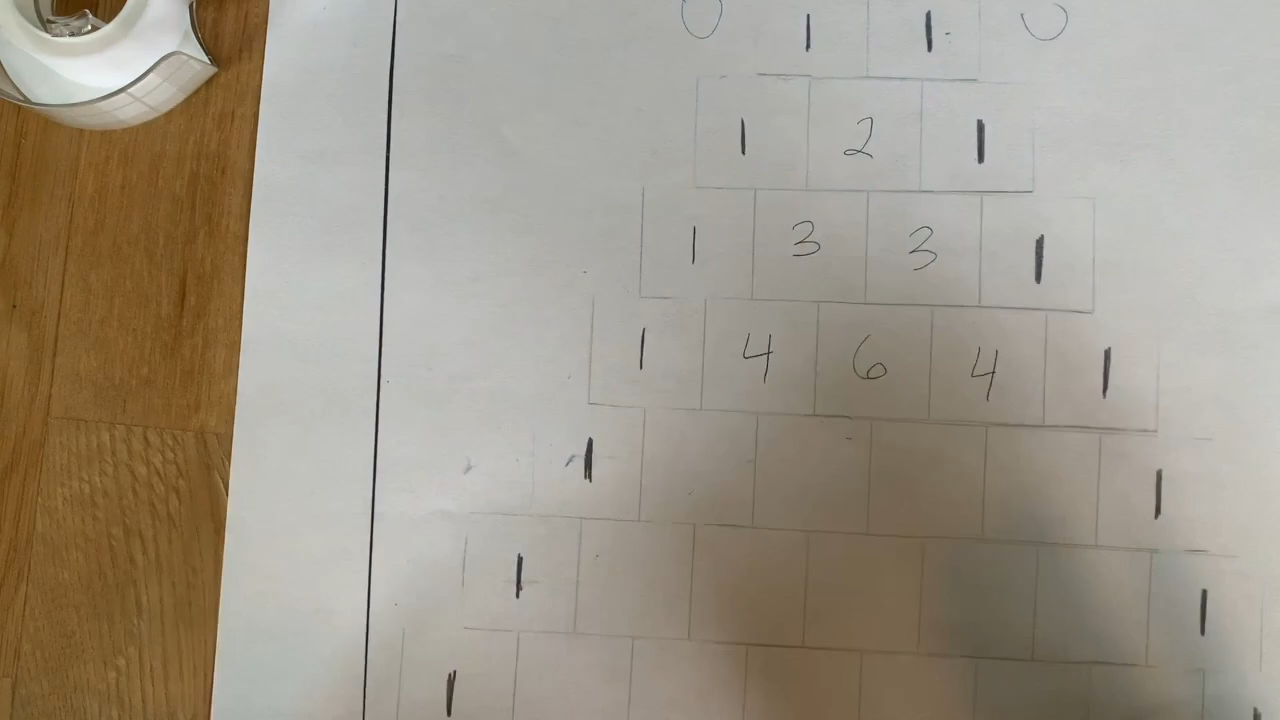 0 1 1 0
1 2 1
1 3 3 1
1 4 6 4 1
1 1
1 1
1